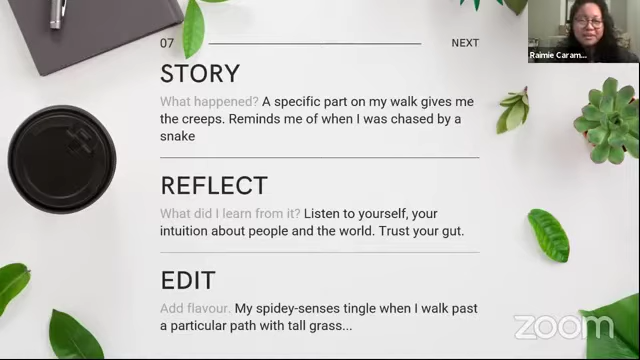 07
NEXT
STORY
What happened? A specific part on my walk gives me
the creeps. Reminds me of when I was chased by a
snake
REFLECT
What did I learn from it? Listen to yourself, your
intuition about people and the world. Trust your gut.
EDIT
Add flavour. My spidey-senses tingle when I walk past
a particular path with tall grass...
Raimie Caram...
zoom